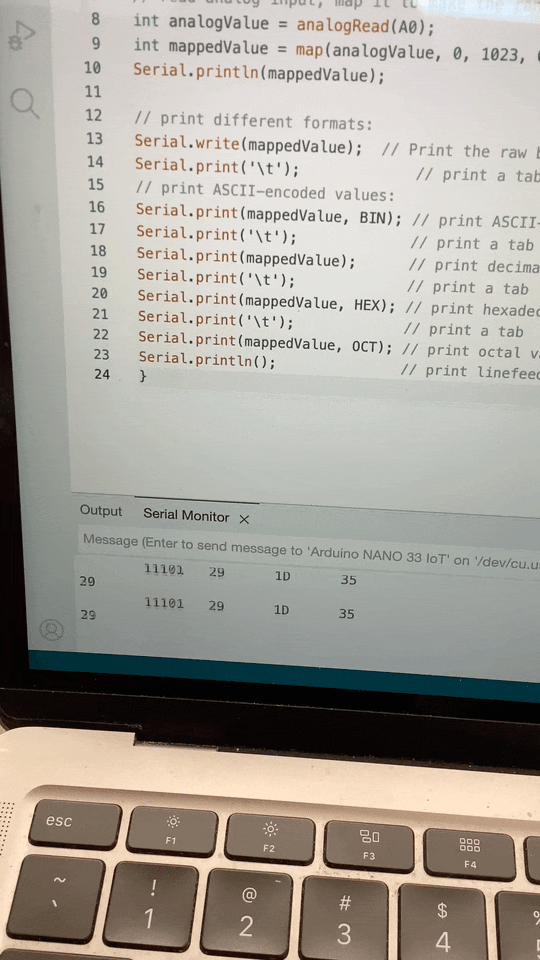 8 int analogValue = analogRead(A0);
9 int mappedValue = map(analogValue, 0, 1023,
10 Serial.println(mappedValue);
11
12 // print different formats:
13 Serial.write(mappedValue); // Print the raw
14 Serial.print('\t'); // print a tab
15 // print ASCII-encoded values:
16 Serial.print(mappedValue, BIN); // print ASCII-
17 Serial.print('\t'); // print a tab
18 Serial.print(mappedValue); // print decima
19 Serial.print('\t'); // print a tab
20 Serial.print(mappedValue, HEX); // print hexadec
21 Serial.print('\t'); // print a tab
22 Serial.print(mappedValue, OCT); // print octal v
23 Serial.println(); // print linefeed
24 }
Output Serial Monitor ×
Message (Enter to send message to 'Arduino NANO 33 IoT' on '/dev/cu.u
11101 29 1D 35
29
11101 29 1D 35
29
esc F1 F2 F3 F4
~ ! @ # $ %
` 1 2 3 4